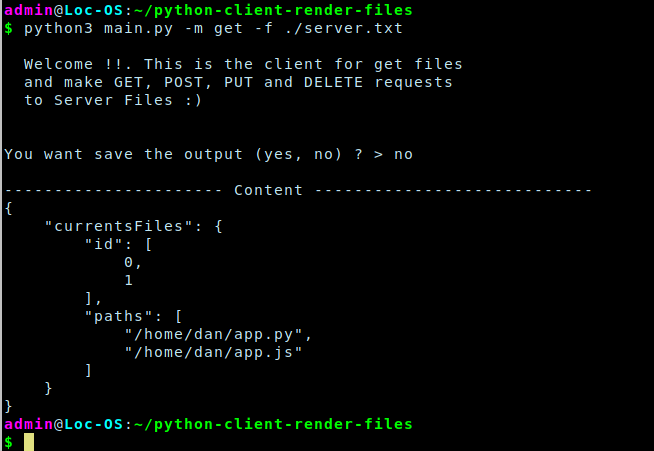 admin@Loc-OS:~/python-client-render-files
$ python3 main.py -m get -f ./server.txt
Welcome !!. This is the client for get files
and make GET, POST, PUT and DELETE requests
to Server Files :)
You want save the output (yes, no) ? > no
---------------------- Content ----------------------------
{
    "currentsFiles": {
        "id": [
            0,
            1
        ],
        "paths": [
            "/home/dan/app.py",
            "/home/dan/app.js"
        ]
    }
}
admin@Loc-OS:~/python-client-render-files
$